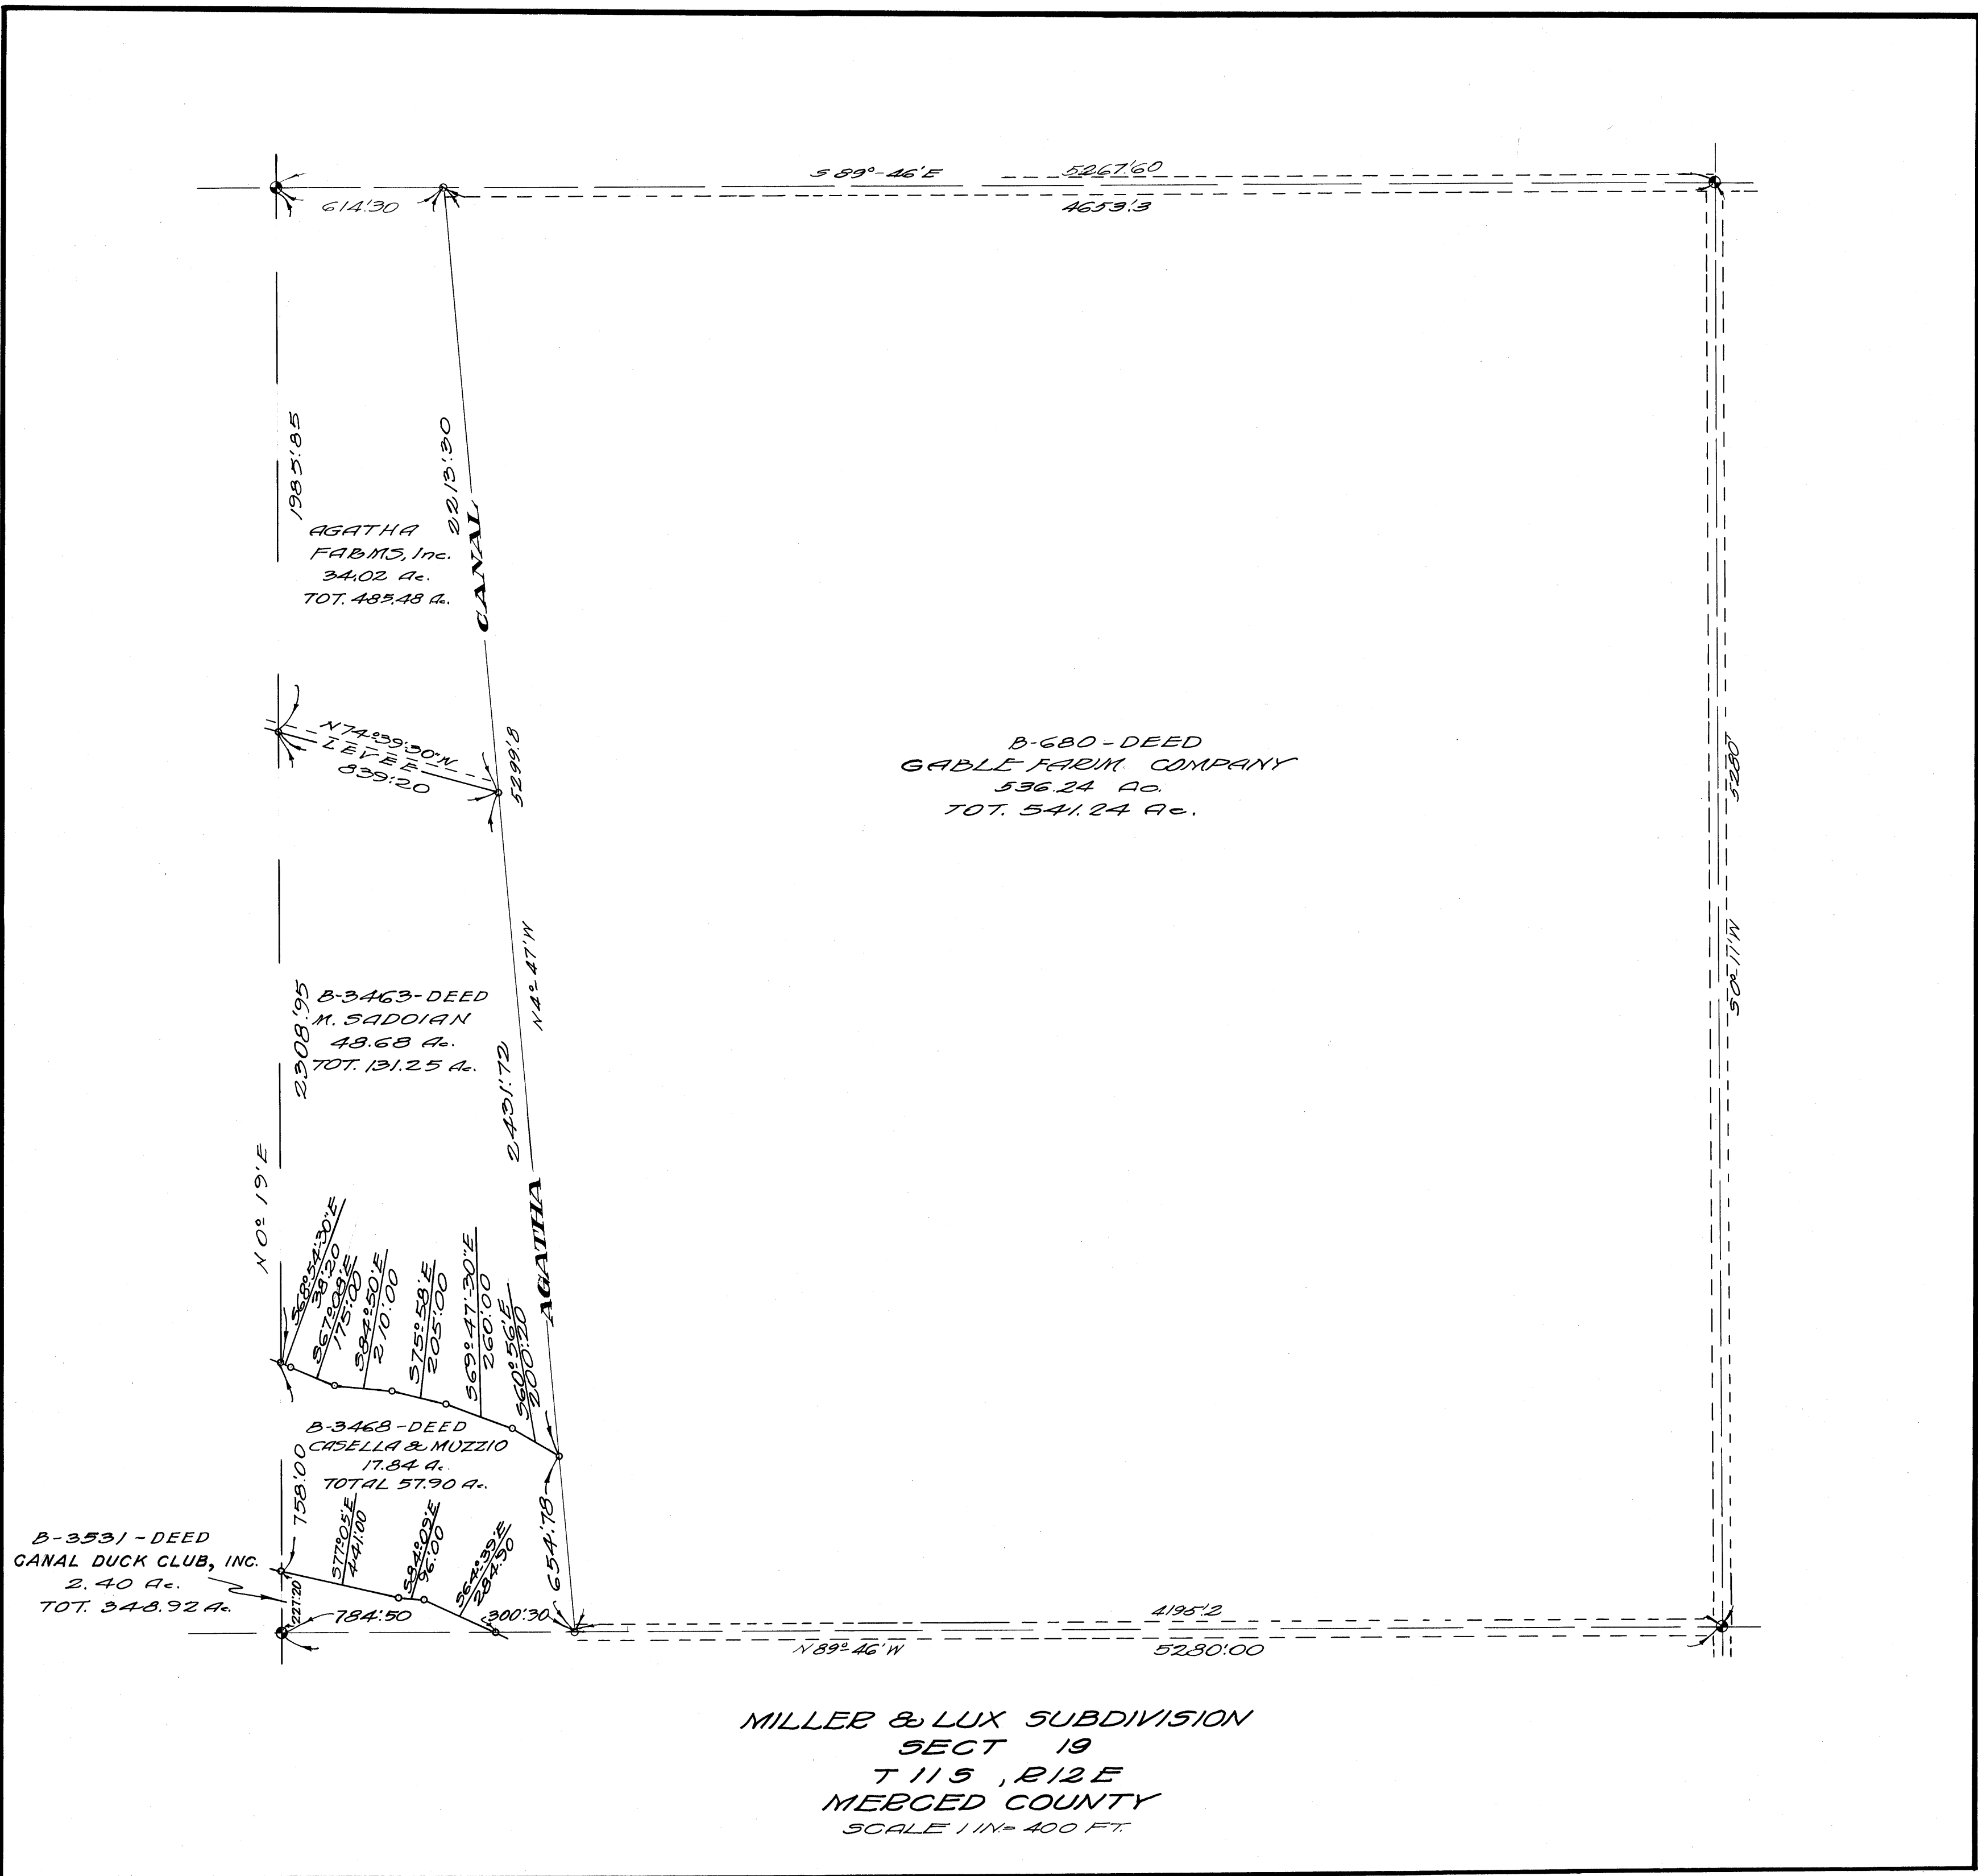 S 89°-46'E
5267'.60
614'.30
4653'.3
1985'.85
2213'.30
CANAL
AGATHA
FARMS, Inc.
34.02 Ac.
TOT. 485.48 Ac.
N74°39'30"W
LEVEE
839'.20
5299'.8
B-680-DEED
GABLE FARM COMPANY
536.24 Ac.
TOT. 541.24 Ac.
5280'
S0°-11'W
N4°-47'W
2308'.95
B-3463-DEED
M. SADOIAN
48.68 Ac.
TOT. 131.25 Ac.
2431'.72
N0° 19'E
AGATHA
S68°-54'-30"E
38'.20
S67°-08'E
175'.00
S84°-50'E
210'.00
S75°-58'E
205'.00
S69°-47'-30"E
260'.00
S60°56'E
200'.20
B-3468-DEED
CASELLA & MUZZIO
17.84 A.
TOTAL 57.90 Ac.
758'.00
654'.78
B-3531-DEED
CANAL DUCK CLUB, INC.
2.40 Ac.
TOT. 348.92 Ac.
227'.20
S77°05'E
441'.00
S84°-09'E
96'.00
S64°-39'E
284'.90
784'.50
300'.30
4195'.2
N89°-46'W
5280'.00
MILLER & LUX SUBDIVISION
SECT 19
T 11 S , R12E
MERCED COUNTY
SCALE 1 IN= 400 FT.